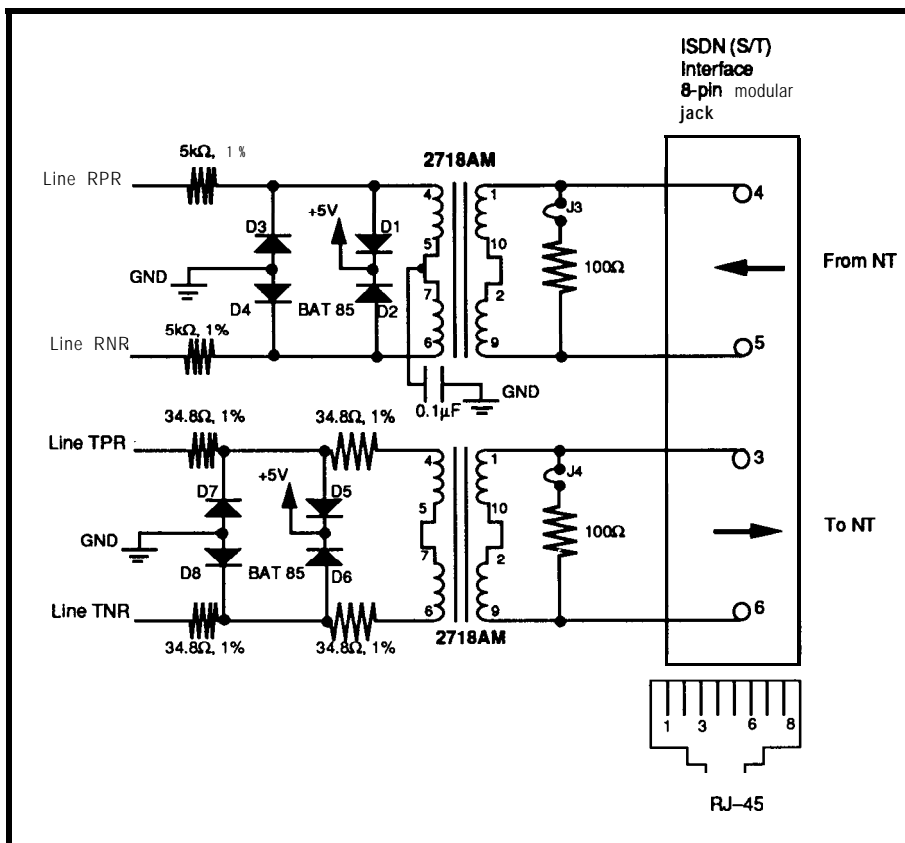 ISDN (S/T)
Interface
8-pin modular
jack
5kΩ, 1%
2718AM
Line RPR
4
1
4
+5V
J3
D3
D1
5
10
100Ω
From NT
GND
7
2
D4
BAT 85
D2
5kΩ, 1%
Line RNR
6
9
5
0.1μF
GND
34.8Ω, 1%
34.8Ω, 1%
Line TPR
4
1
3
+5V
J4
D7
D5
5
10
100Ω
To NT
GND
7
2
D8
BAT 85
D6
Line TNR
6
9
6
34.8Ω, 1%
34.8Ω, 1%
2718AM
1
3
6
8
RJ–45